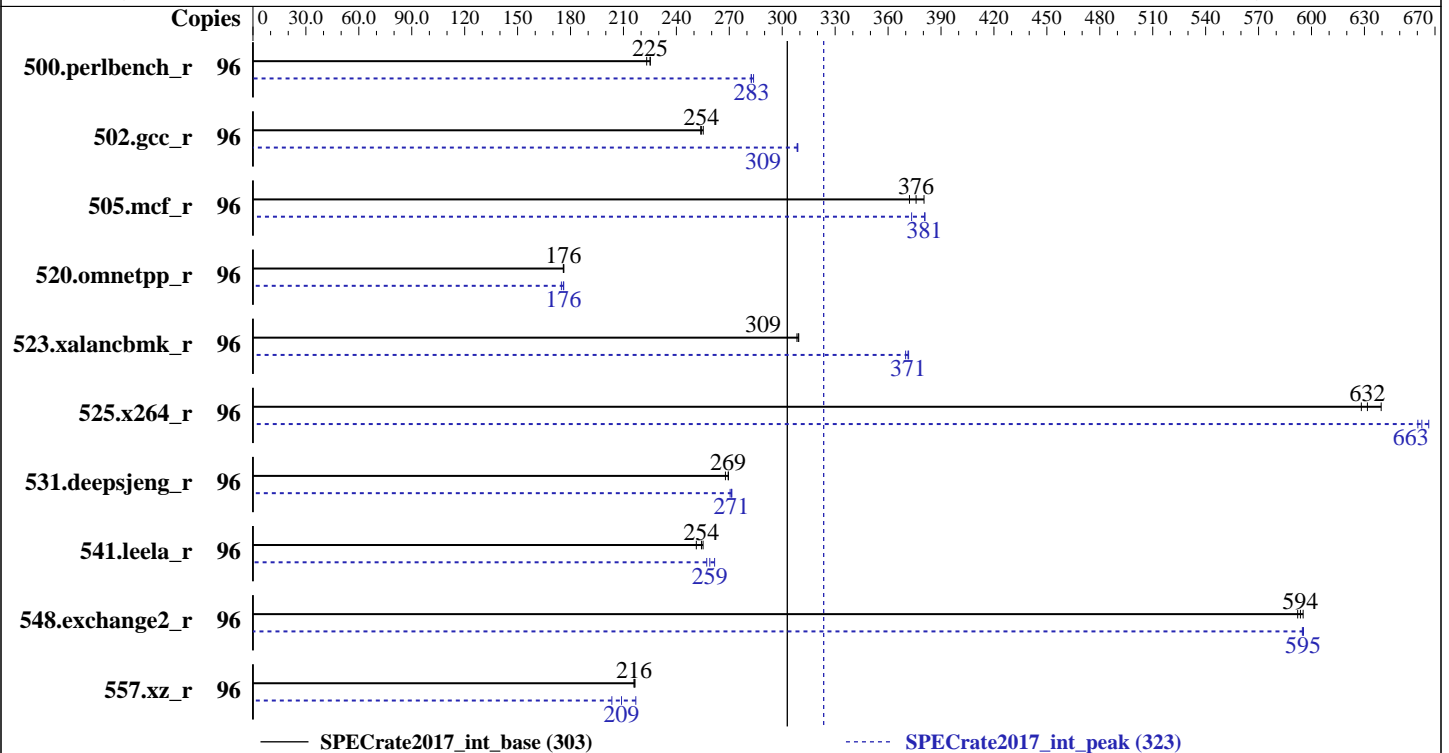 Copies 0 30.0 60.0 90.0 120 150 180 210 240 270 300 330 360 390 420 450 480 510 540 570 600 630 670
225
500.perlbench_r 96
283
254
502.gcc_r 96
309
376
505.mcf_r 96
381
176
520.omnetpp_r 96
176
309
523.xalancbmk_r 96
371
632
525.x264_r 96
663
269
531.deepsjeng_r 96
271
254
541.leela_r 96
259
594
548.exchange2_r 96
595
216
557.xz_r 96
209
SPECrate2017_int_base (303) SPECrate2017_int_peak (323)